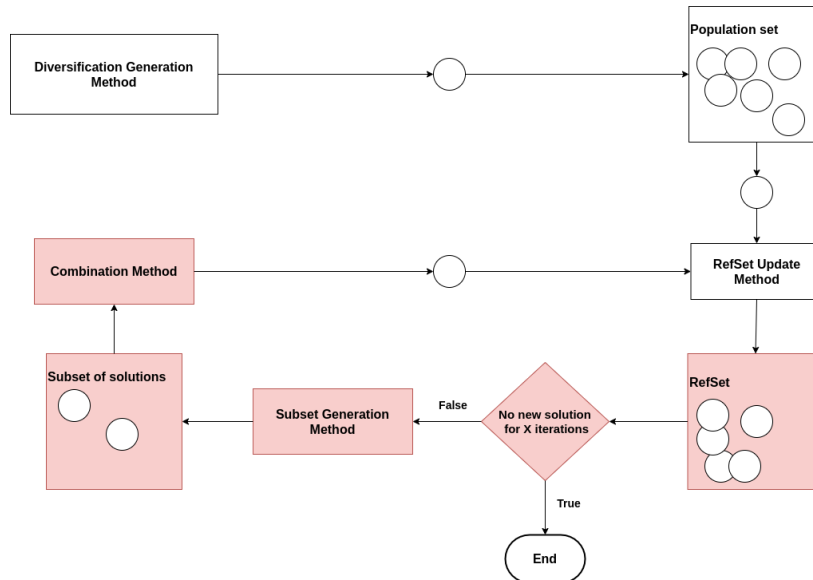 Population set
Diversification Generation
Method
Combination Method
RefSet Update
Method
Subset of solutions
Subset Generation
Method
False
No new solution
for X iterations
RefSet
True
End